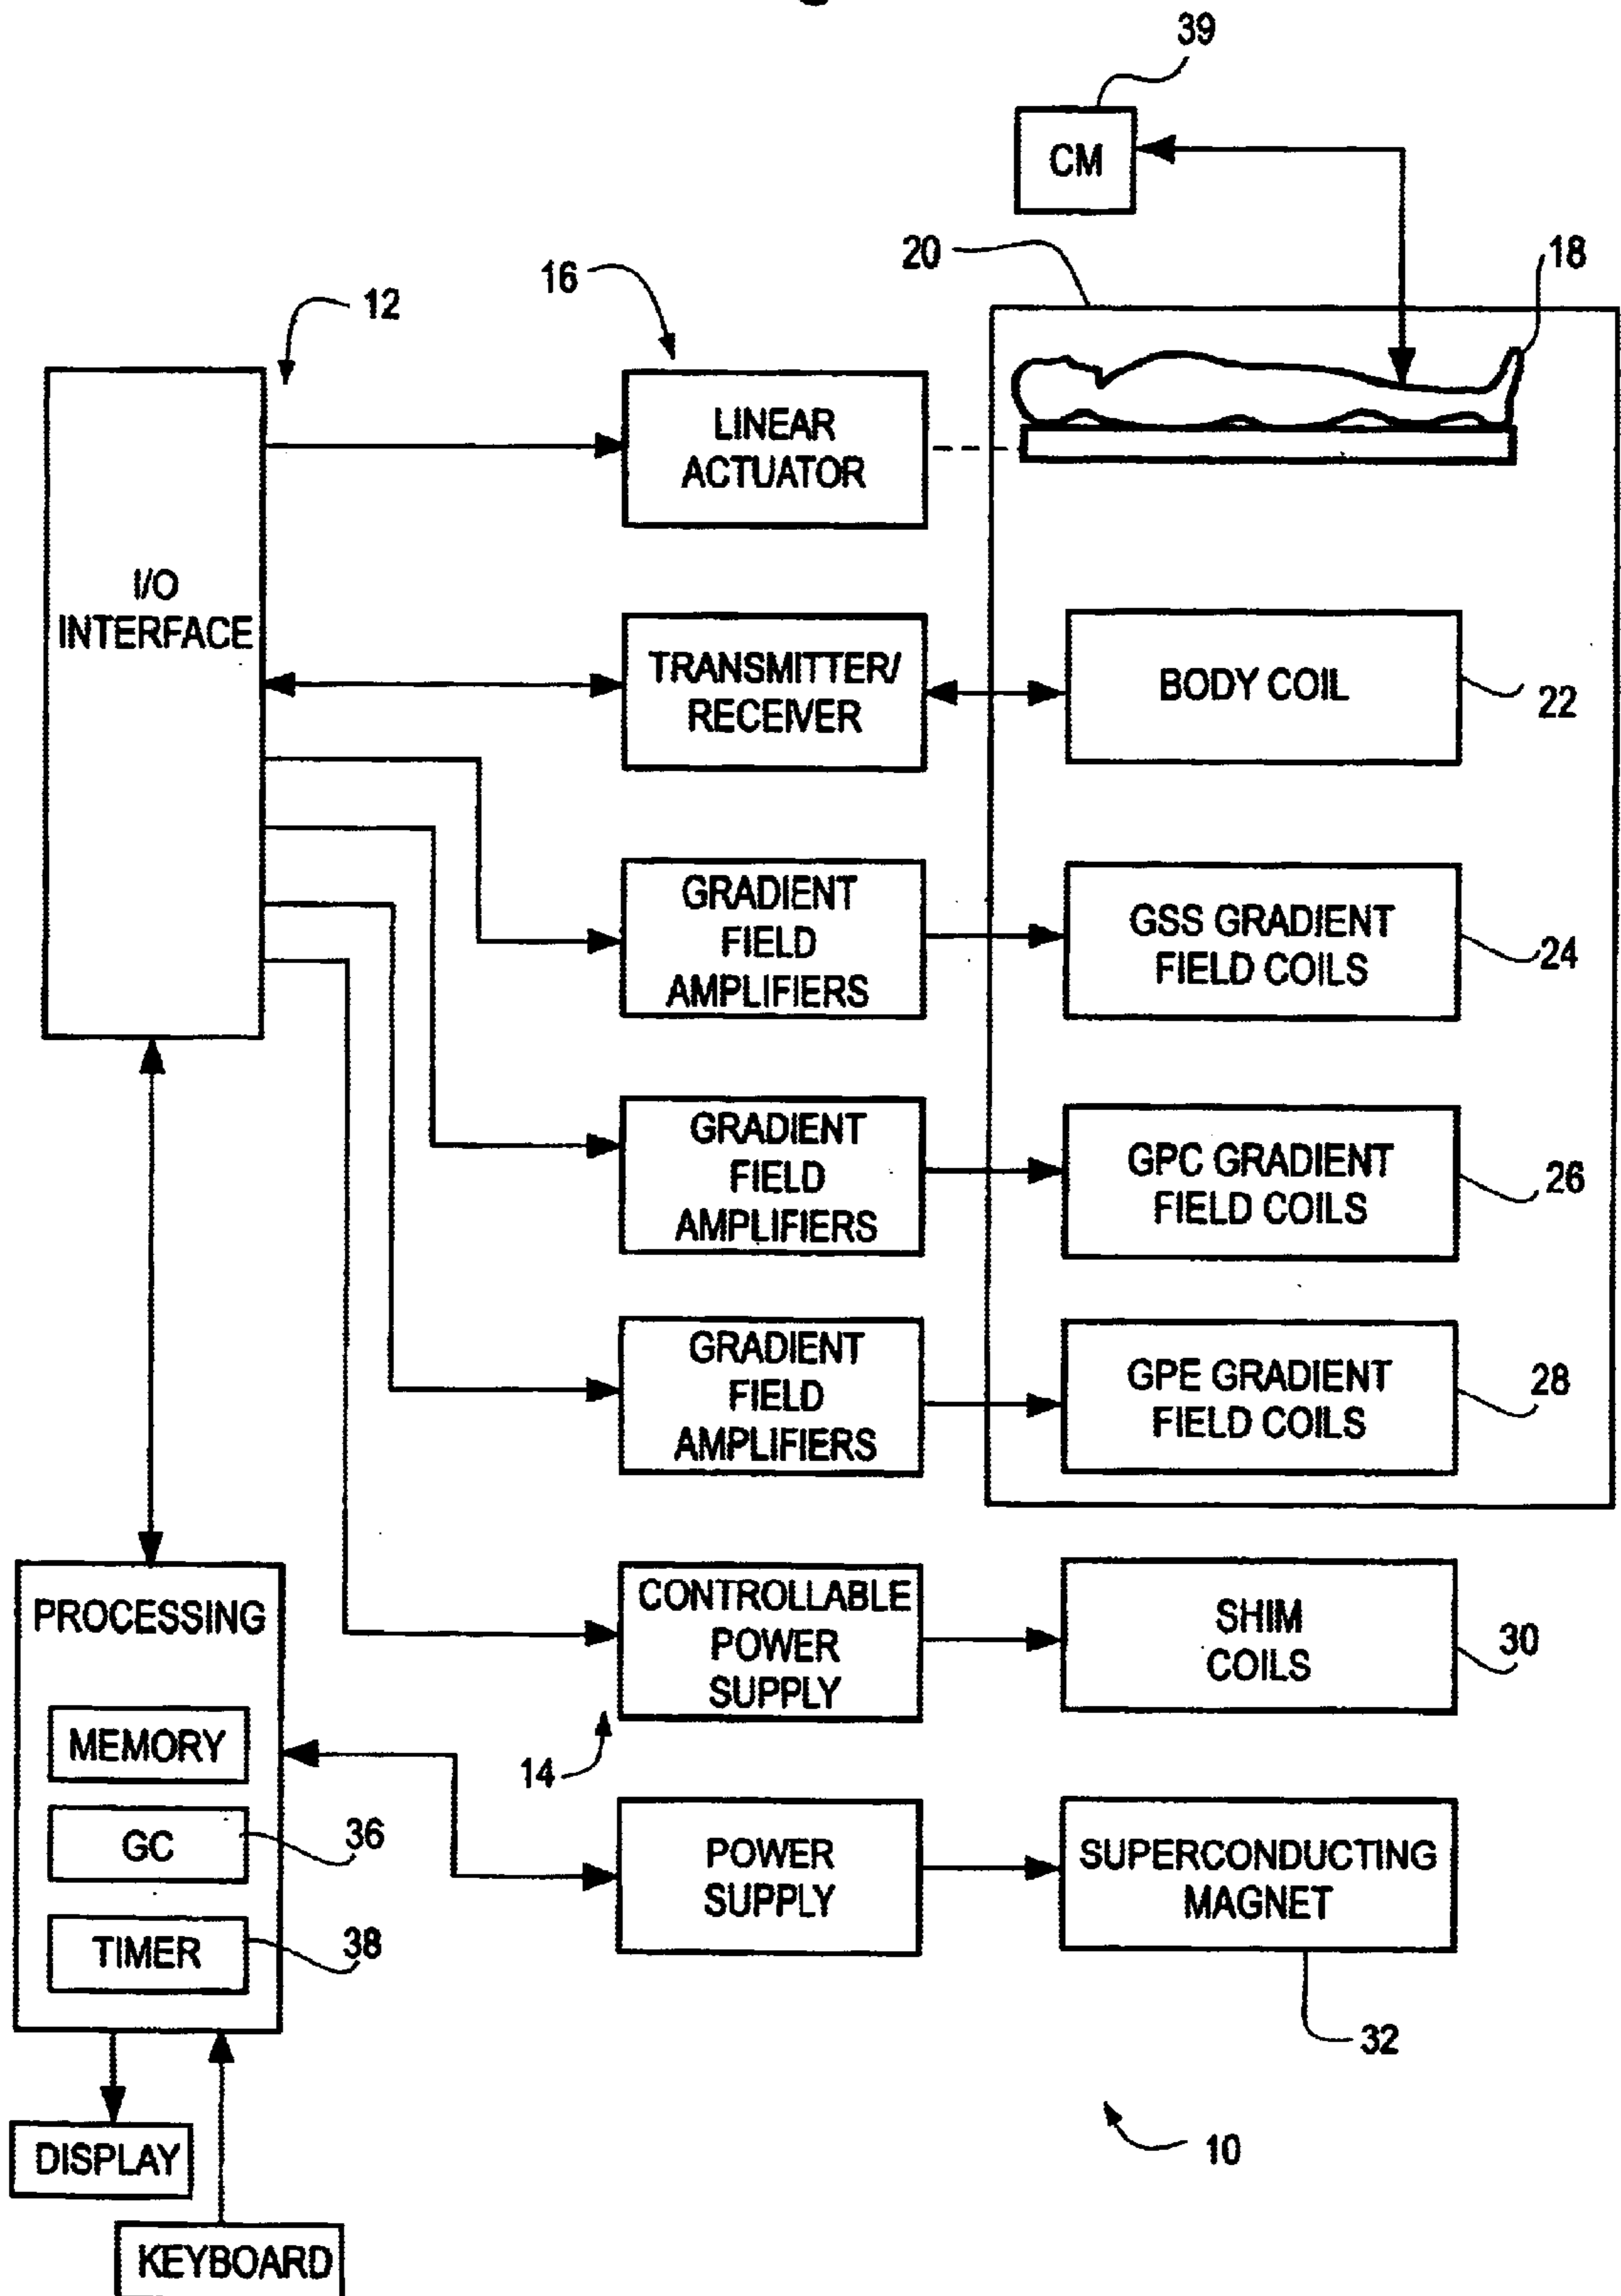 39
CM
20
18
16
12
LINEAR
ACTUATOR
I/O
INTERFACE
TRANSMITTER/
RECEIVER
BODY COIL
22
GRADIENT
FIELD
AMPLIFIERS
GSS GRADIENT
FIELD COILS
24
GRADIENT
FIELD
AMPLIFIERS
GPC GRADIENT
FIELD COILS
26
GRADIENT
FIELD
AMPLIFIERS
GPE GRADIENT
FIELD COILS
28
PROCESSING
CONTROLLABLE
POWER
SUPPLY
SHIM
COILS
30
MEMORY
14
GC
36
POWER
SUPPLY
SUPERCONDUCTING
MAGNET
TIMER
38
32
DISPLAY
10
KEYBOARD